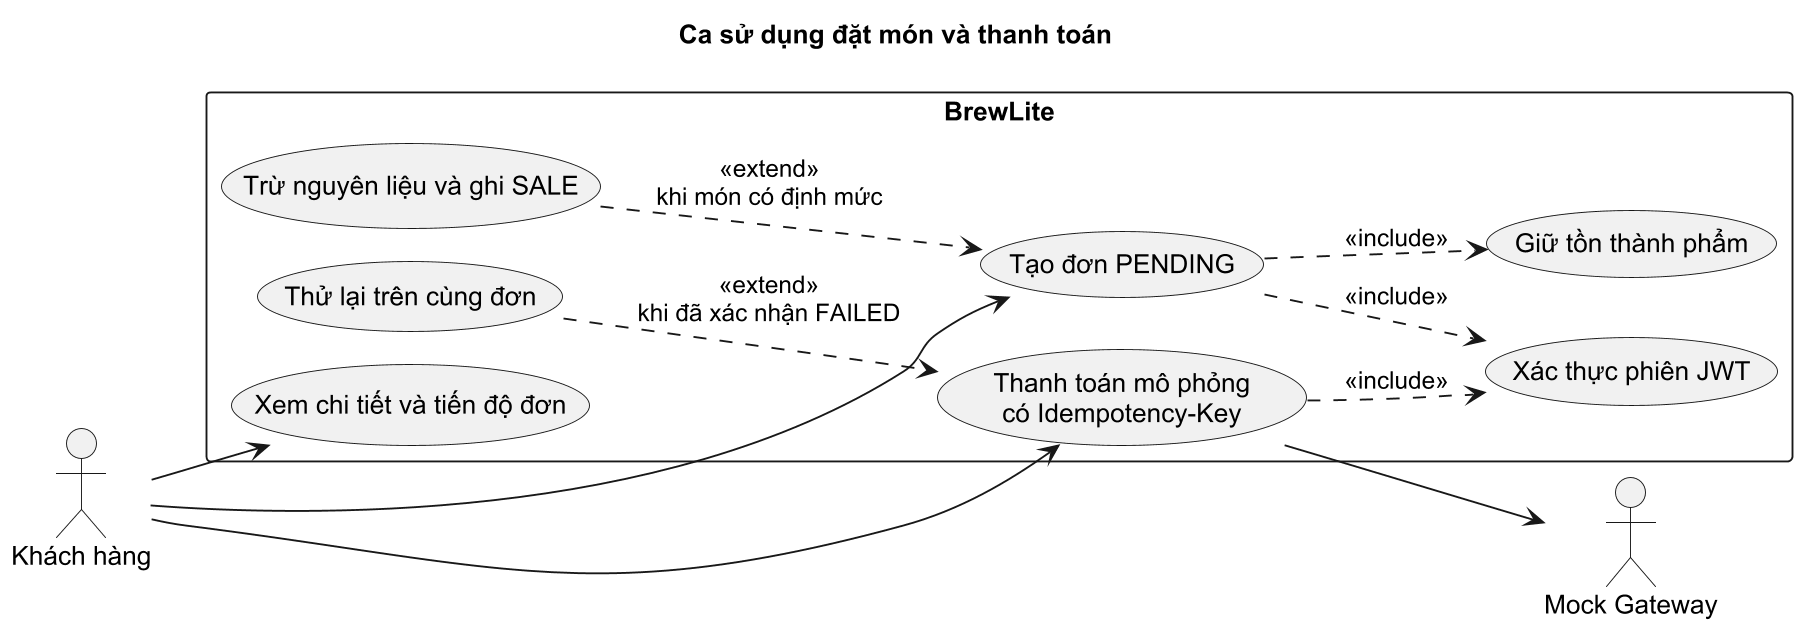 Ca sử dụng đặt món và thanh toán
BrewLite
Trừ nguyên liệu và ghi SALE
«extend»
khi món có định mức
Tạo đơn PENDING
«include»
Giữ tồn thành phẩm
Thử lại trên cùng đơn
«extend»
khi đã xác nhận FAILED
«include»
Xem chi tiết và tiến độ đơn
Thanh toán mô phỏng
có Idempotency-Key
«include»
Xác thực phiên JWT
Khách hàng
Mock Gateway